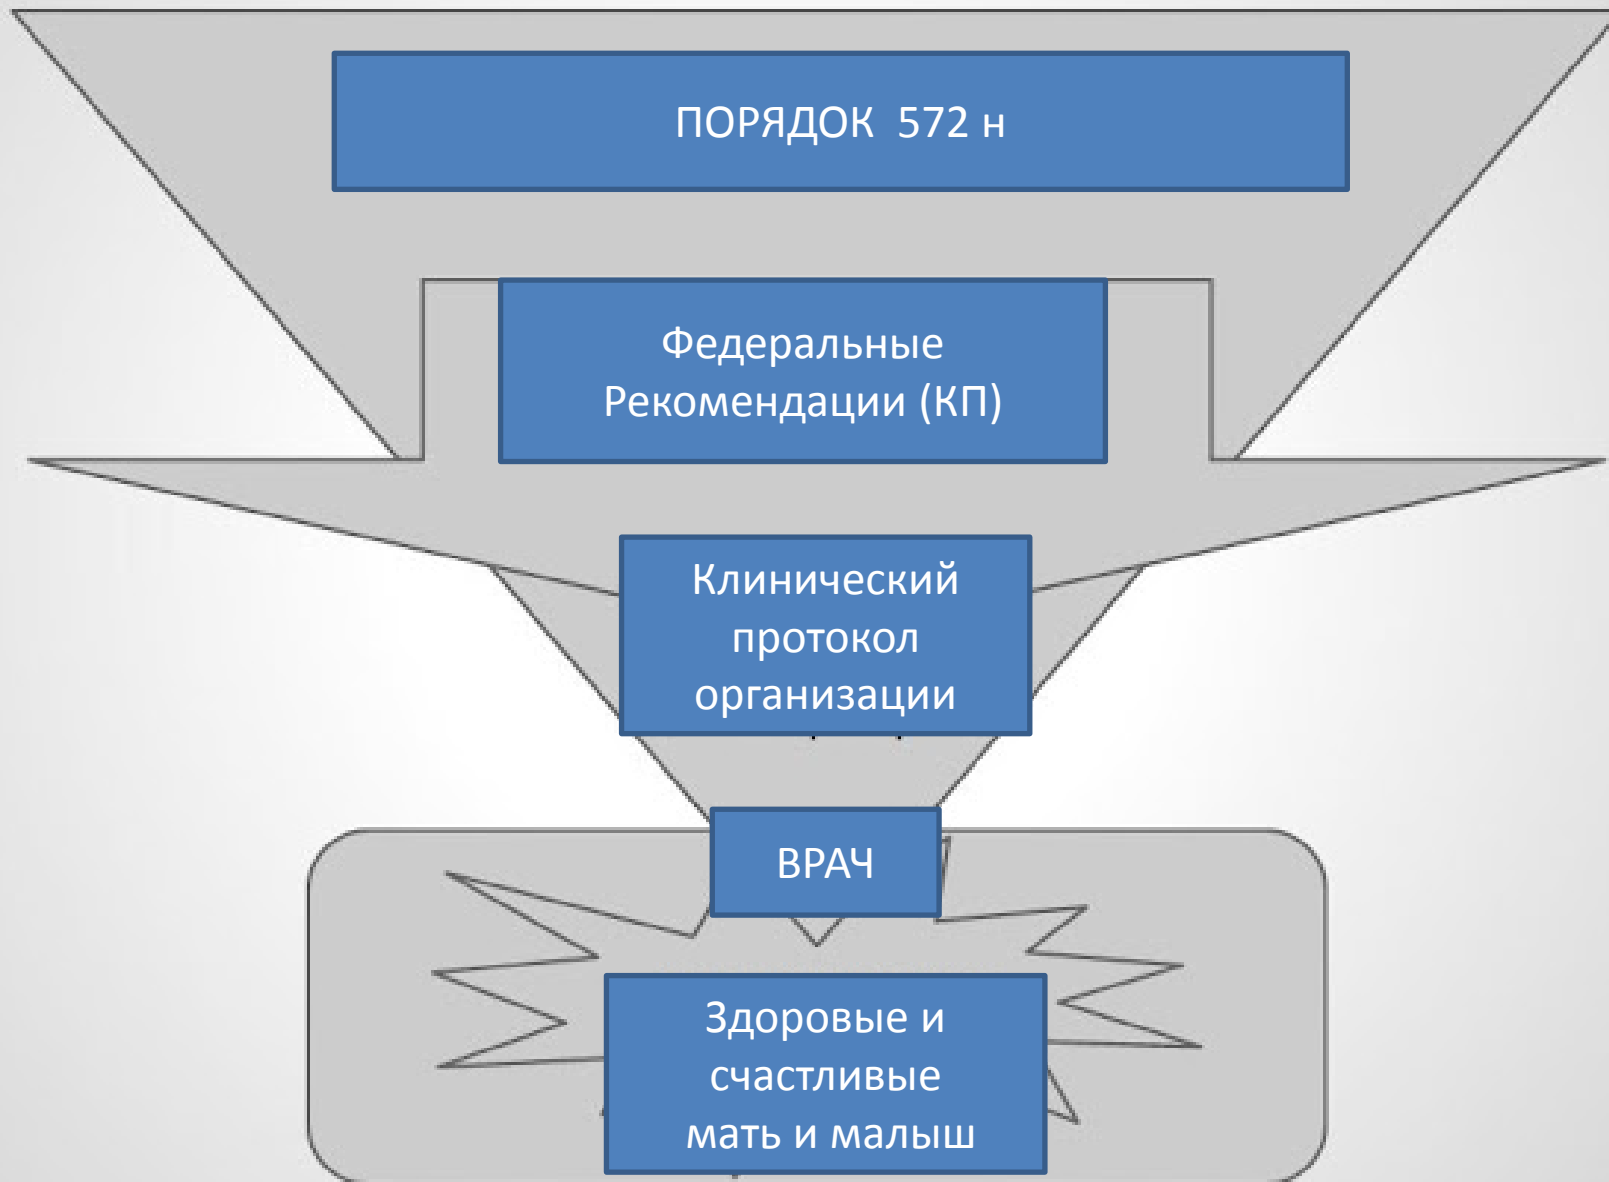 ПОРЯДОК 572 н
Федеральные
Рекомендации (КП)
Клинический
протокол
организации
ВРАЧ
Здоровые и
счастливые
мать и малыш